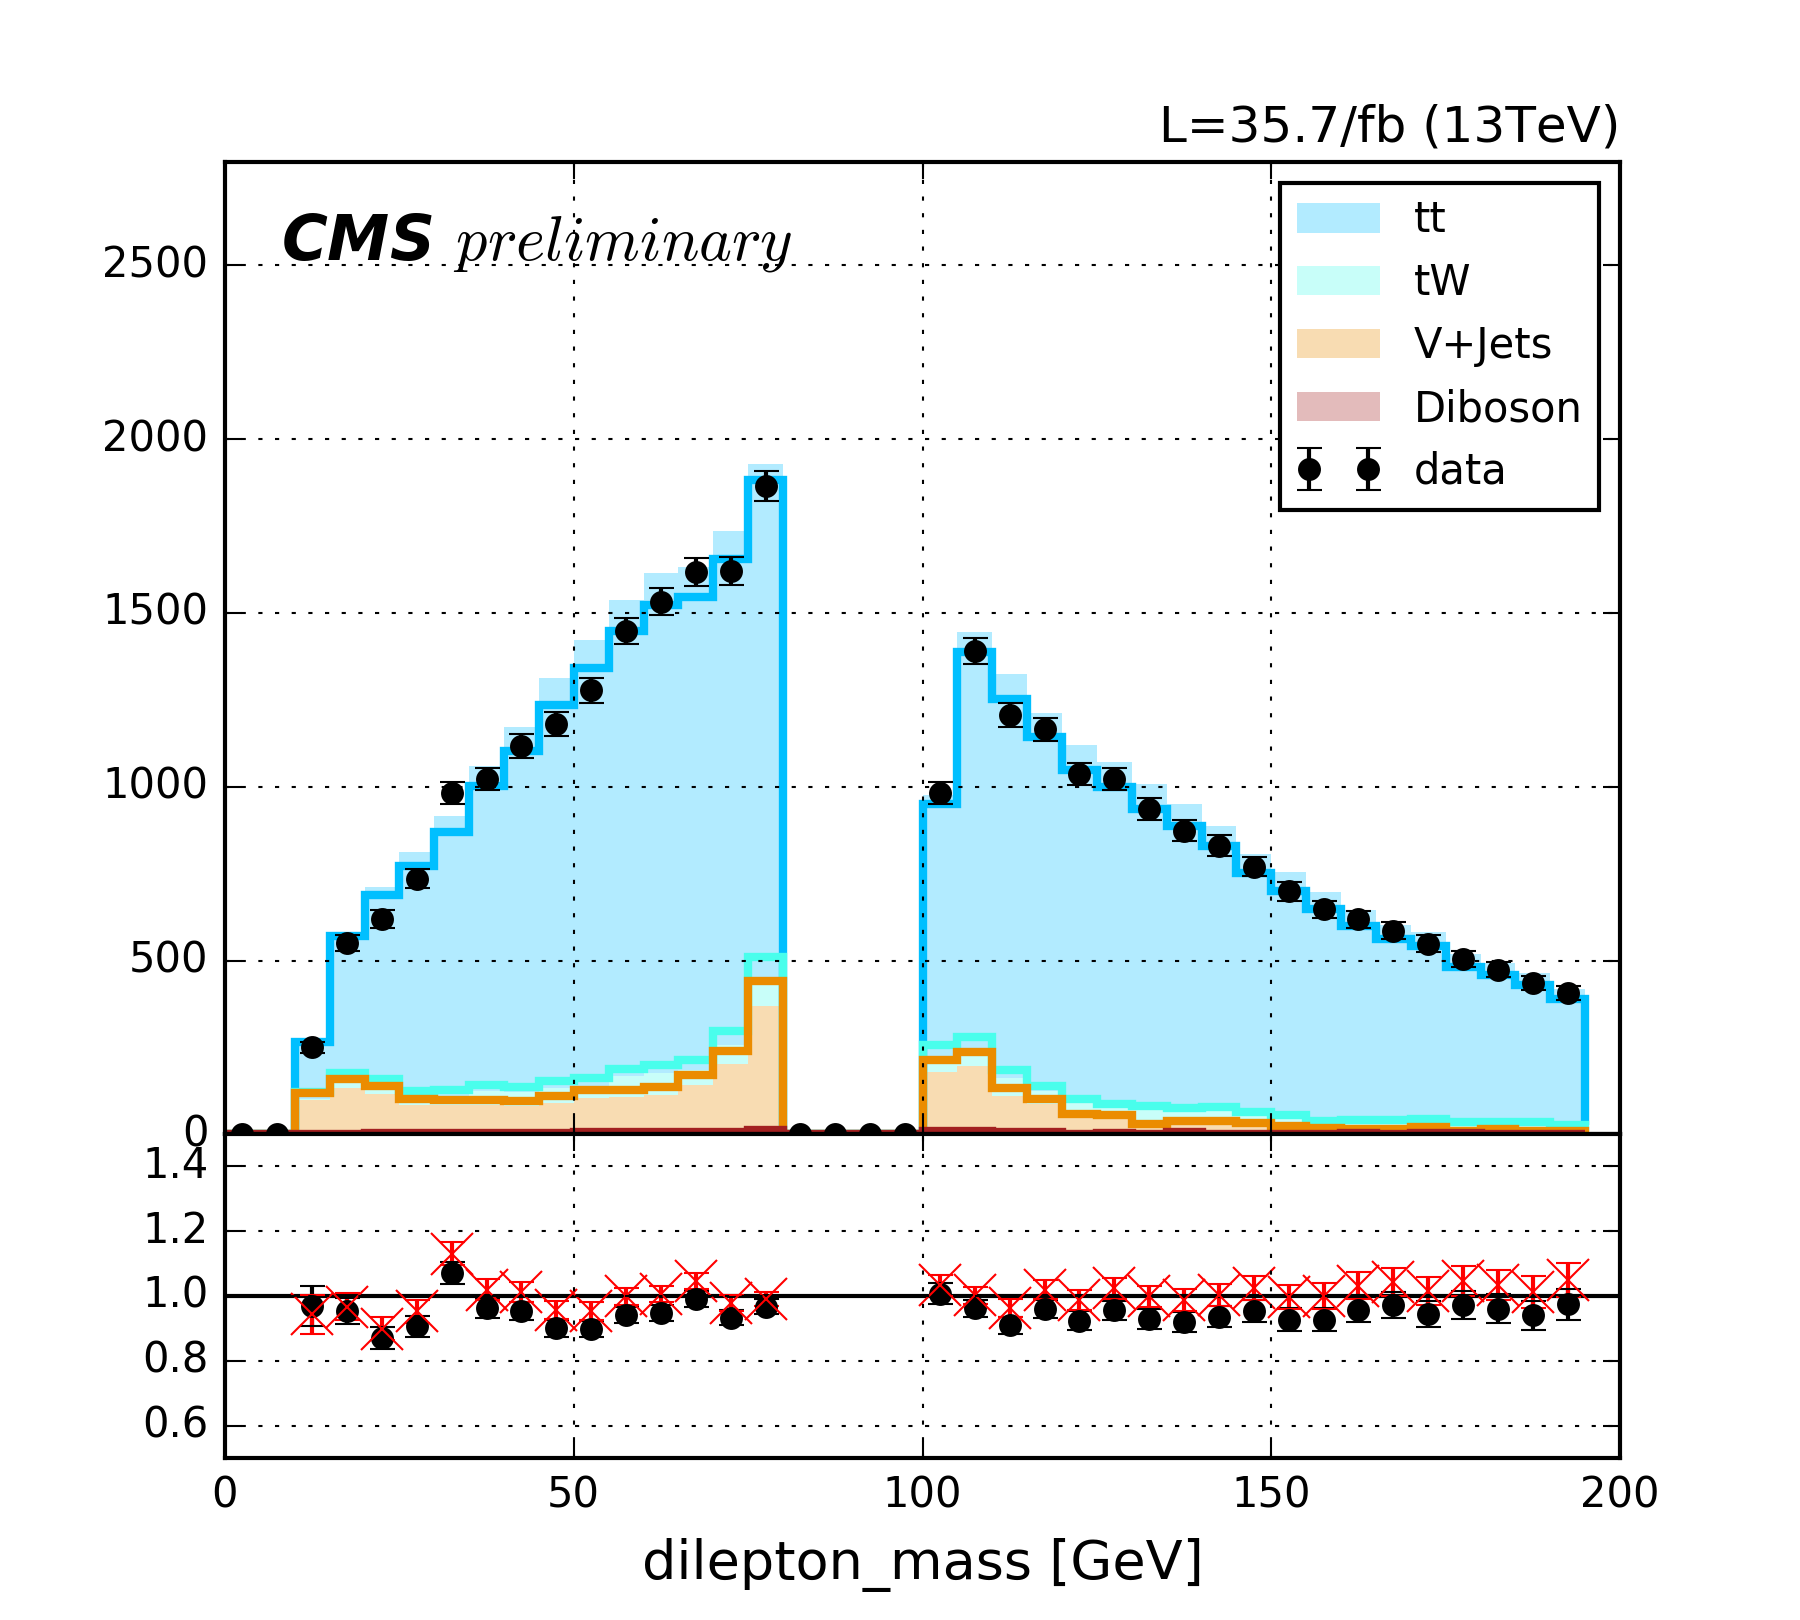 L=35.7/fb (13TeV)
CMS preliminary
tt
tW
V+Jets
Diboson
data
2500
2000
1500
1000
500
0
1.4
1.2
1.0
0.8
0.6
0 50 100 150 200
dilepton_mass [GeV]